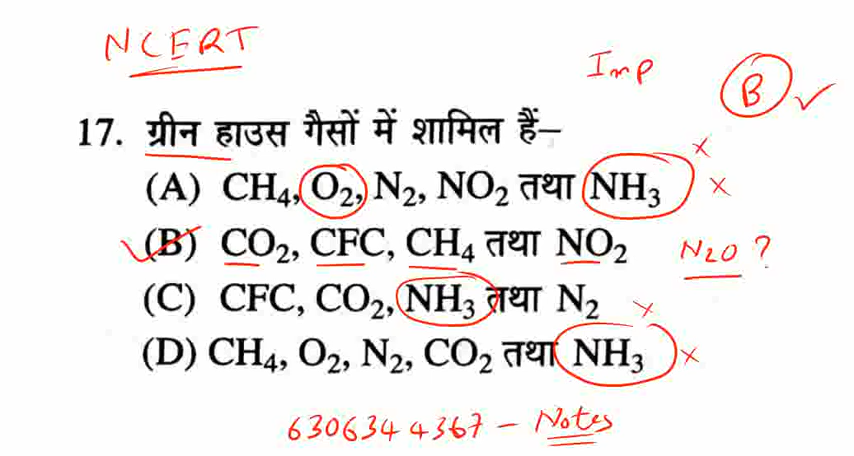 NCERT
Imp
B
17. ग्रीन हाउस गैसों में शामिल हैं–
(A) CH₄, O₂, N₂, NO₂ तथा NH₃
(B) CO₂, CFC, CH₄ तथा NO₂
N₂O ?
(C) CFC, CO₂, NH₃ तथा N₂
(D) CH₄, O₂, N₂, CO₂ तथा NH₃
6306344367 – Notes